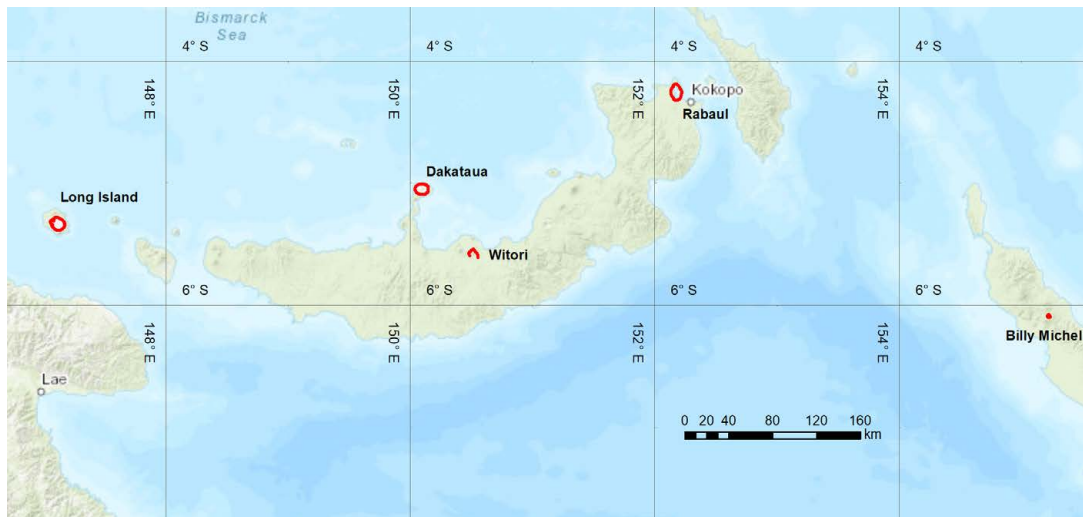 Bismarck
Sea
4° S
4° S
4° S
4° S
148° E
150° E
152° E
154° E
Kokopo
Rabaul
Dakataua
Long Island
Witori
6° S
6° S
6° S
6° S
148° E
150° E
152° E
154° E
Billy Michel
Lae
0 20 40 80 120 160
km